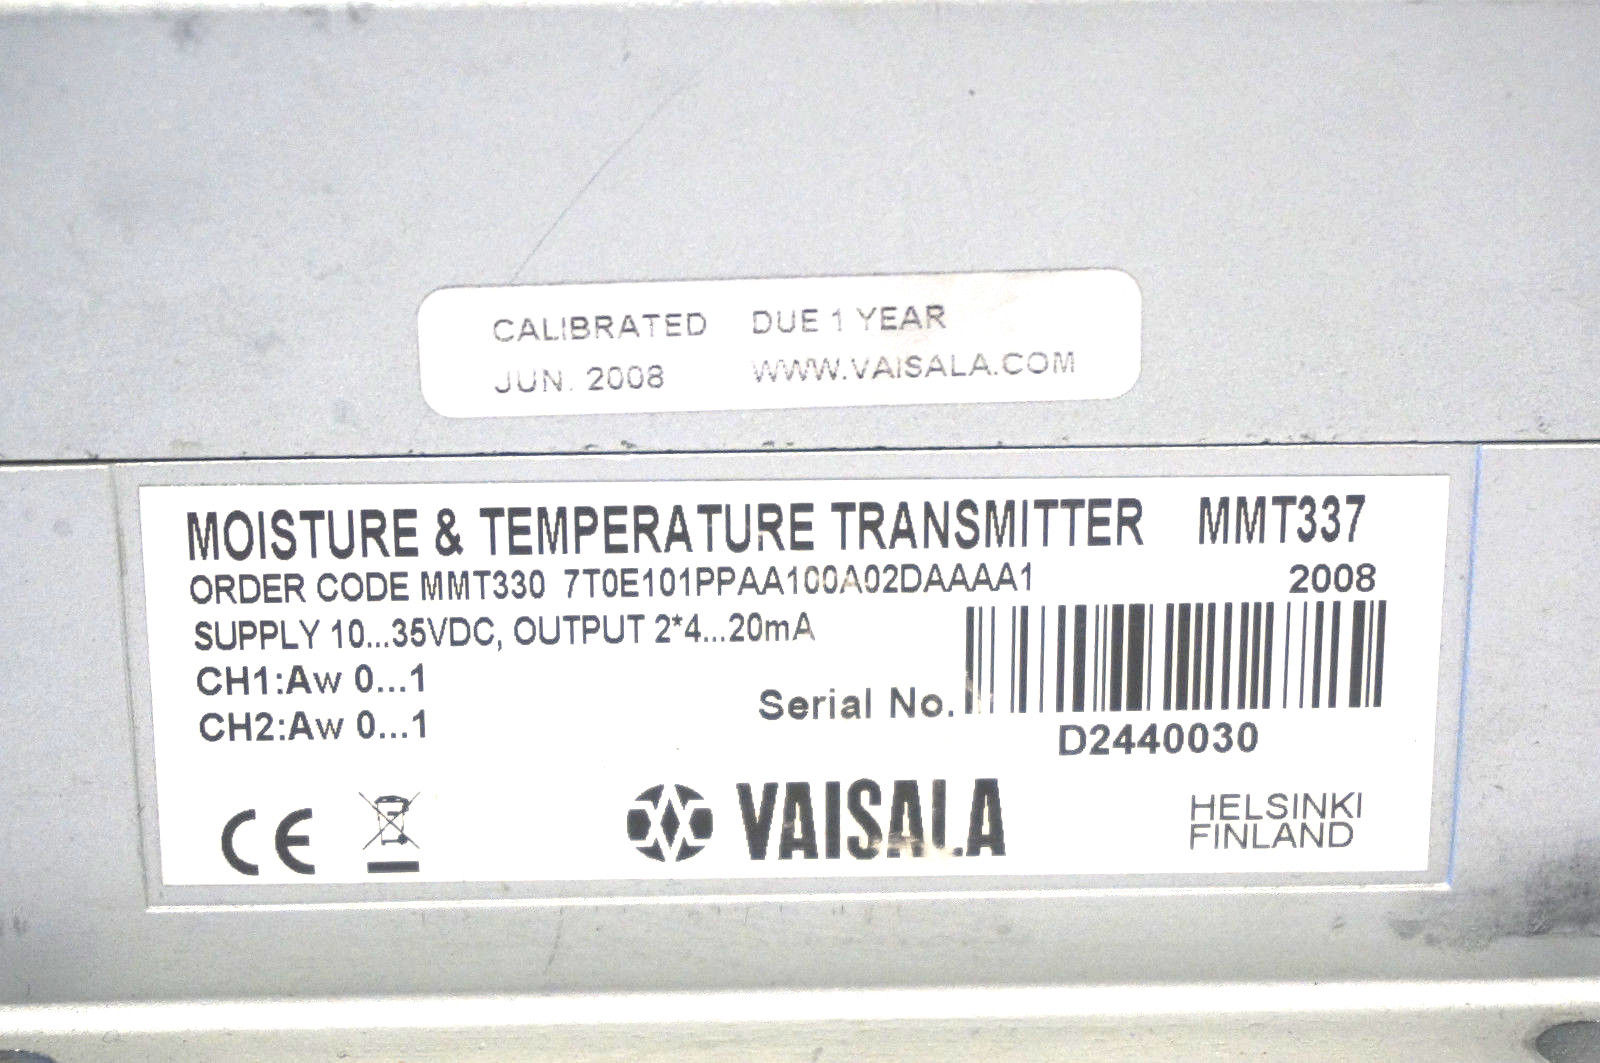 CALIBRATED DUE 1 YEAR
JUN. 2008 WWW.VAISALA.COM
MOISTURE & TEMPERATURE TRANSMITTER MMT337
ORDER CODE MMT330 7T0E101PPAA100A02DAAAA1 2008
SUPPLY 10...35VDC, OUTPUT 2*4...20mA
CH1:Aw 0...1
CH2:Aw 0...1
Serial No.
D2440030
CE
VAISALA
HELSINKI
FINLAND